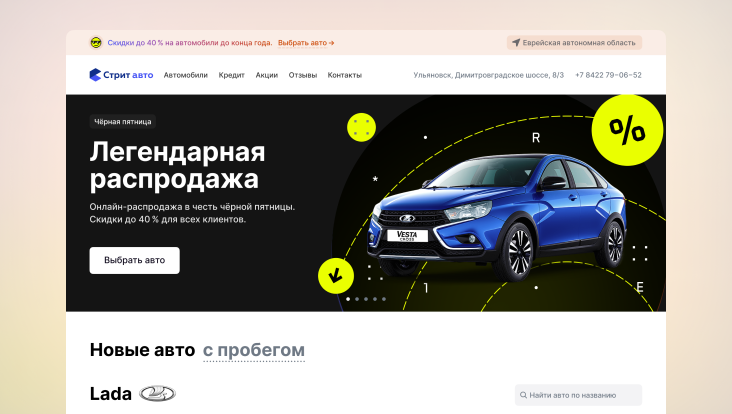 Скидки до 40 % на автомобили до конца года. Выбрать авто →
Еврейская автономная область
Стрит авто
Автомобили Кредит Акции Отзывы Контакты
Ульяновск, Димитровградское шоссе, 8/3 +7 8422 79–06–52
Чёрная пятница
Легендарная
распродажа
Онлайн-распродажа в честь чёрной пятницы.
Скидки до 40 % для всех клиентов.
Выбрать авто
%
R
*
VESTA
CROSS
1
E
Новые авто с пробегом
Lada
Найти авто по названию